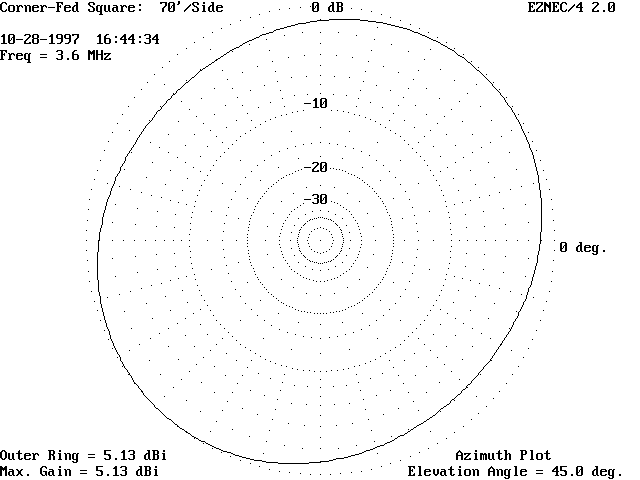 Corner-Fed Square:  70'/Side
0 dB
EZNEC/4 2.0
10-28-1997  16:44:34
Freq = 3.6 MHz
-10
-20
-30
0 deg.
Outer Ring = 5.13 dBi
Azimuth Plot
Max. Gain = 5.13 dBi
Elevation Angle = 45.0 deg.